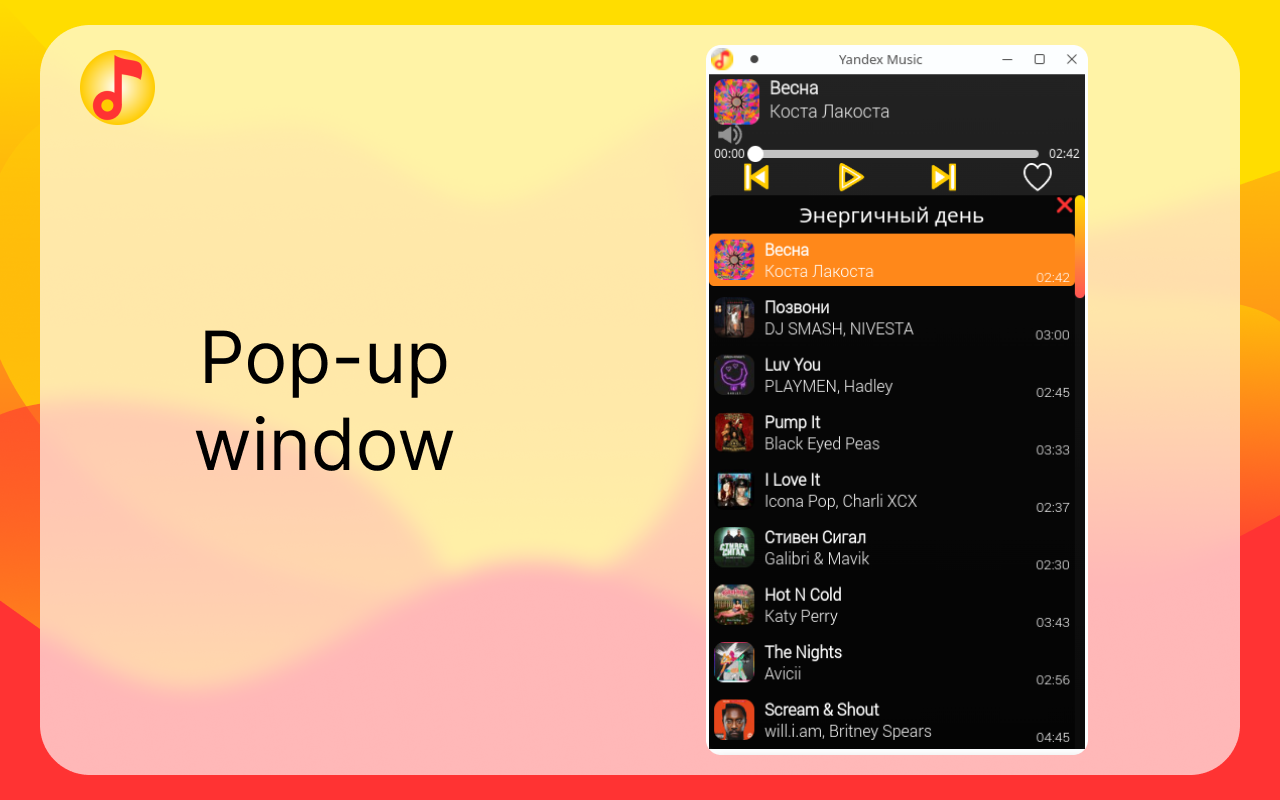 Pop-up
window
Yandex Music
Весна
Коста Лакоста
00:00 02:42
Энергичный день
Весна
Коста Лакоста
02:42
Позвони
DJ SMASH, NIVESTA
03:00
Luv You
PLAYMEN, Hadley
02:45
Pump It
Black Eyed Peas
03:33
I Love It
Icona Pop, Charli XCX
02:37
Стивен Сигал
Galibri & Mavik
02:30
Hot N Cold
Katy Perry
03:43
The Nights
Avicii
02:56
Scream & Shout
will.i.am, Britney Spears
04:45